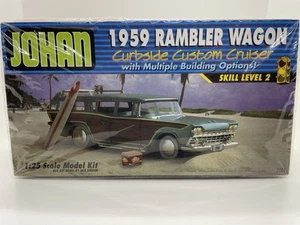 JOHAN
1959 RAMBLER WAGON
Curbside Custom Cruiser
with Multiple Building Options!
SKILL LEVEL 2
1:25 Scale Model Kit